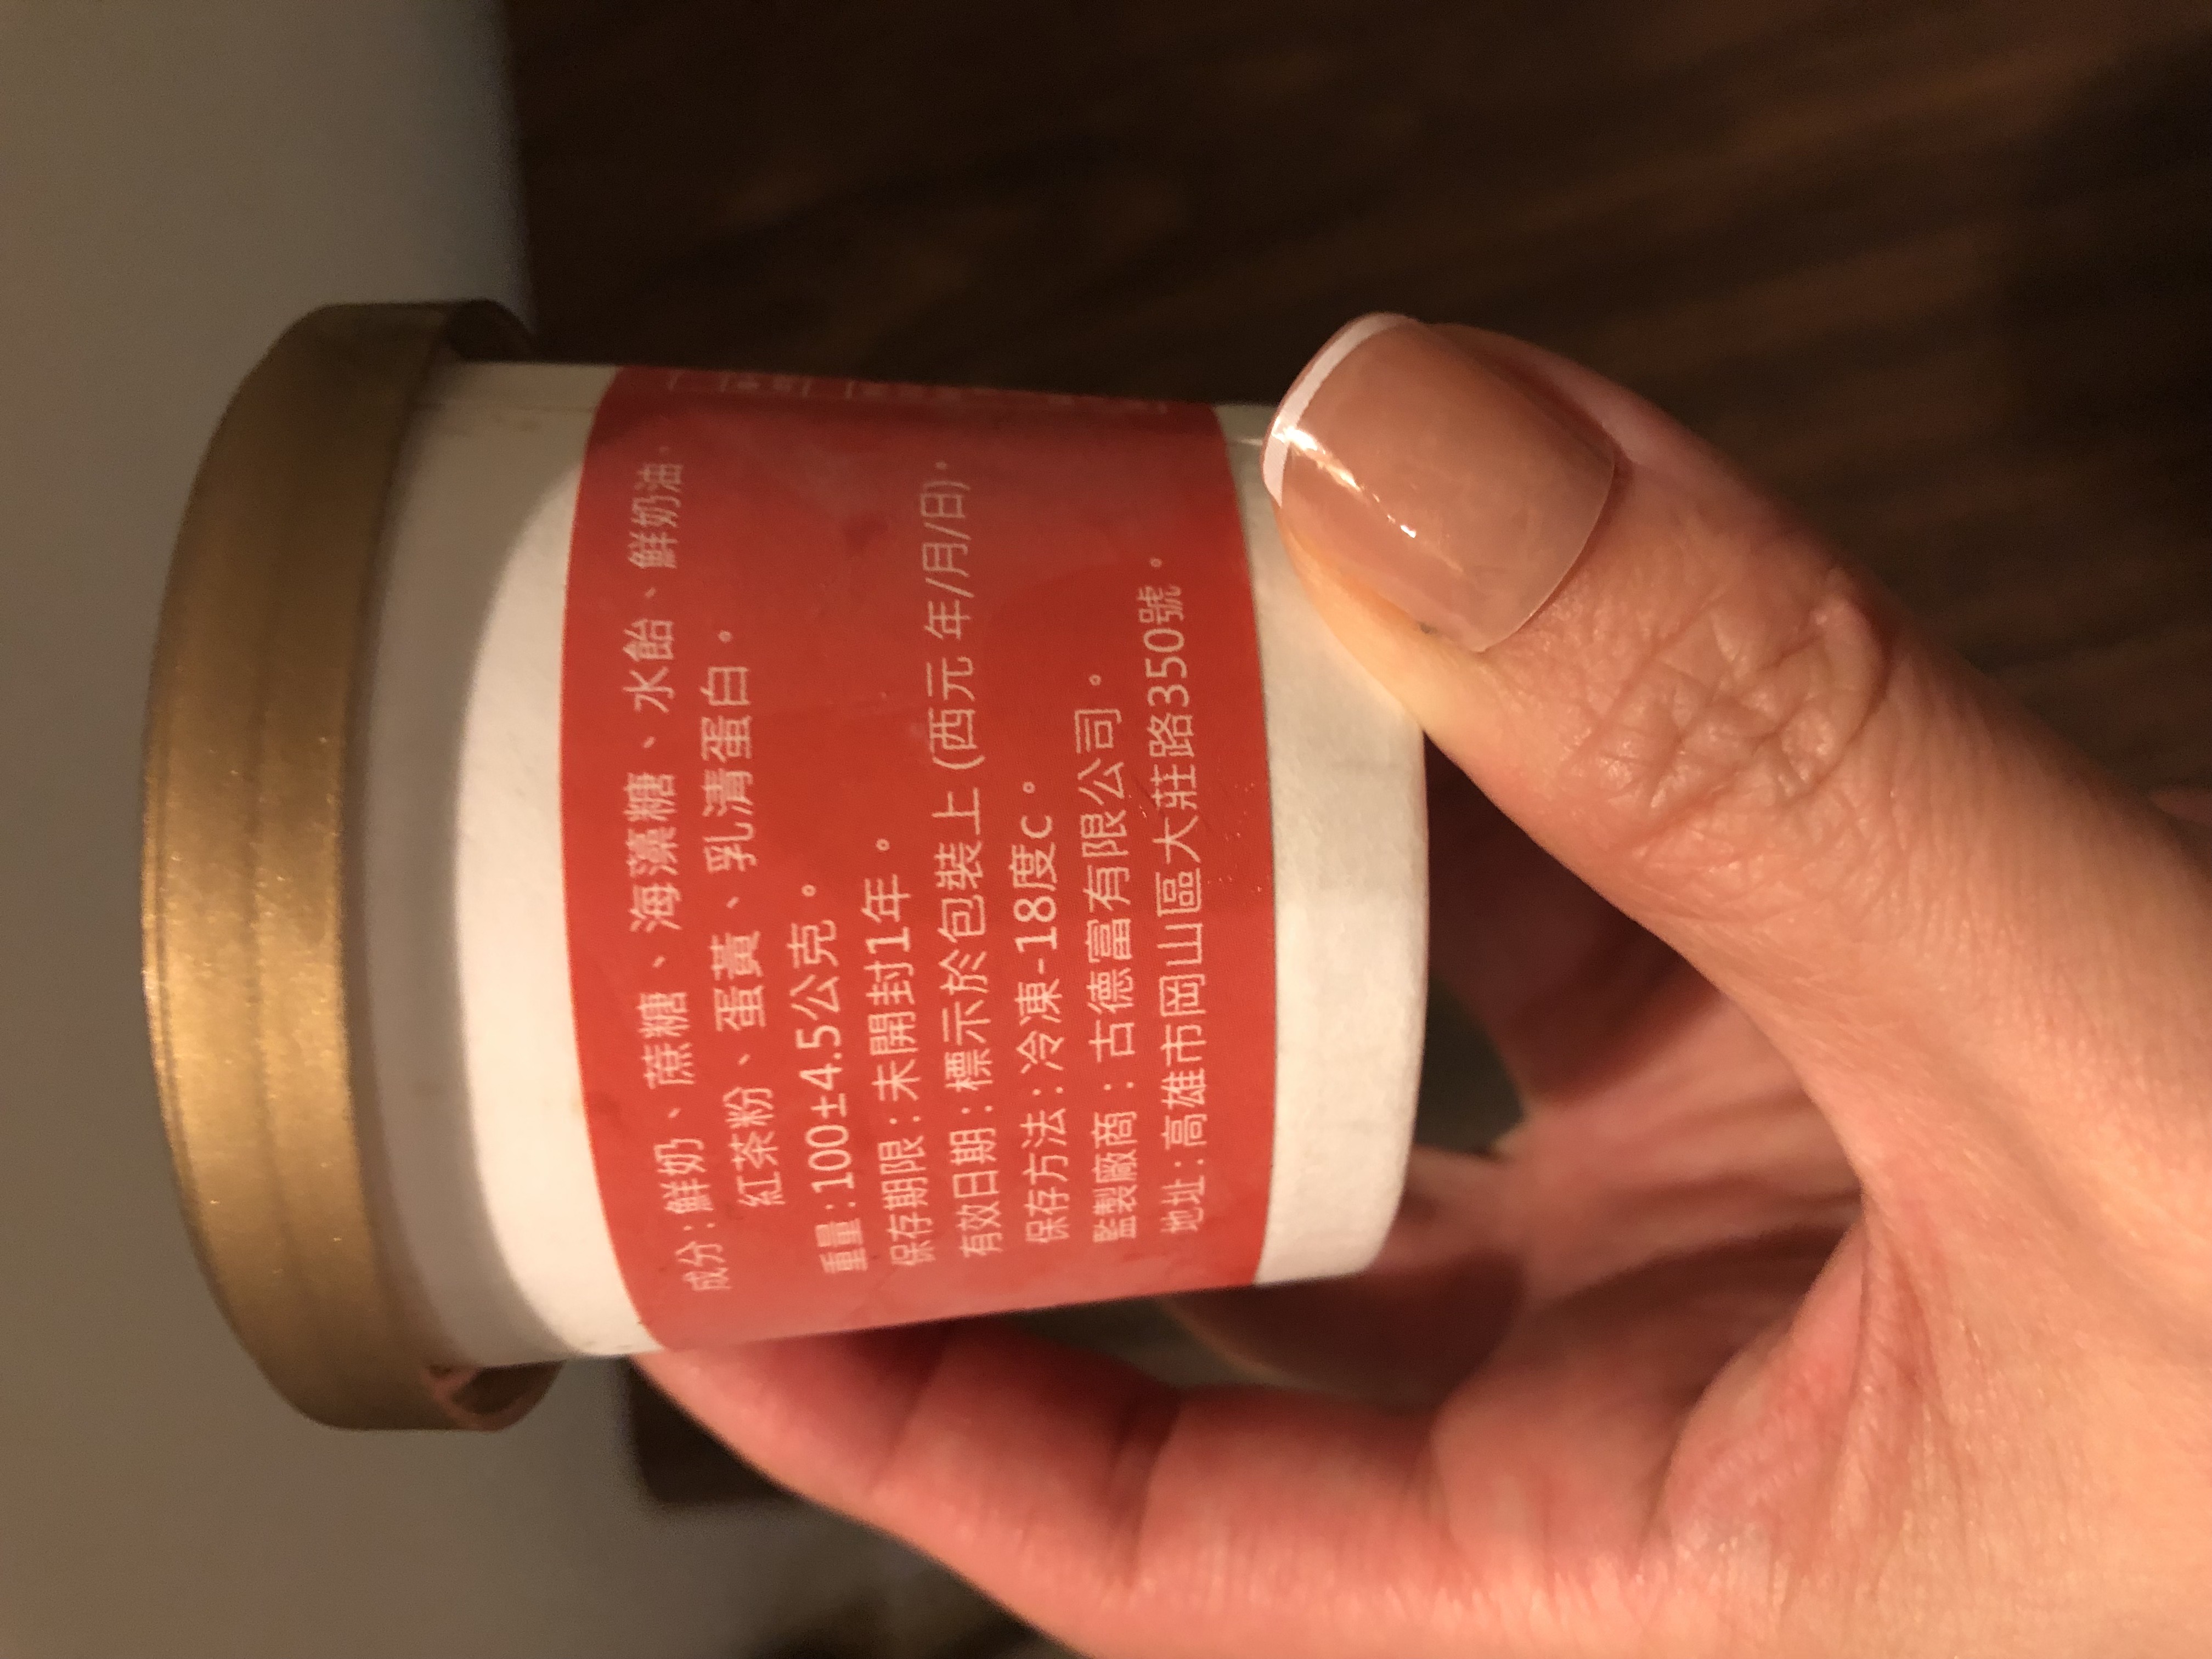 成分:鮮奶、蔗糖、海藻糖、水飴、鮮奶油、
紅茶粉、蛋黃、乳清蛋白。
重量:100±4.5公克。
保存期限:未開封1年。
有效日期:標示於包裝上 (西元 年/月/日)。
保存方法:冷凍-18度c。
監製廠商:古德富有限公司。
地址:高雄市岡山區大莊路350號。